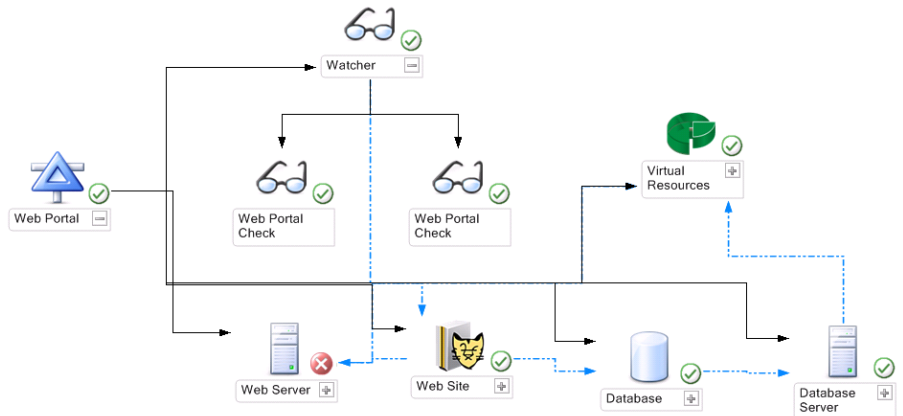 Watcher
Virtual
Resources
Web Portal
Web Portal
Check
Web Portal
Check
Web Server
Web Site
Database
Database
Server